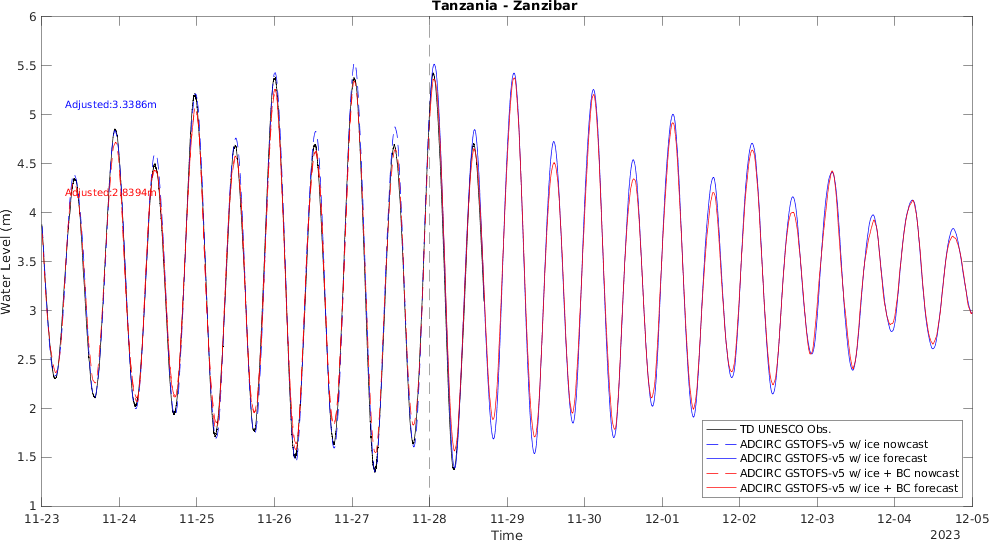 Tanzania - Zanzibar
6
5.5
5
4.5
4
3.5
3
2.5
2
1.5
1
Water Level (m)
Adjusted:3.3386m
Adjusted:2.8394m
TD UNESCO Obs.
ADCIRC GSTOFS-v5 w/ ice nowcast
ADCIRC GSTOFS-v5 w/ ice forecast
ADCIRC GSTOFS-v5 w/ ice + BC nowcast
ADCIRC GSTOFS-v5 w/ ice + BC forecast
11-23 11-24 11-25 11-26 11-27 11-28 11-29 11-30 12-01 12-02 12-03 12-04 12-05
Time
2023